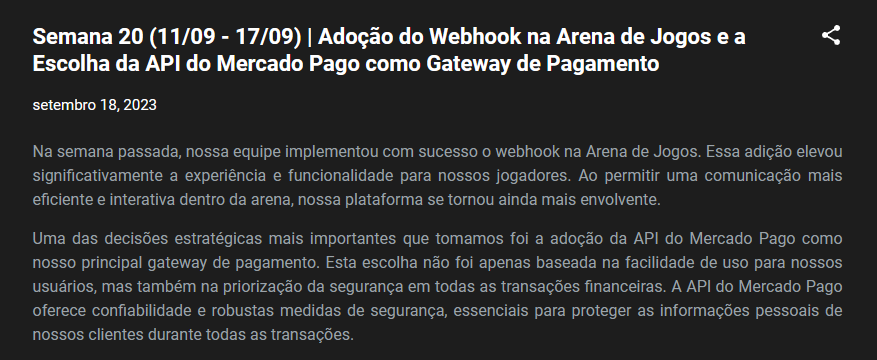 Semana 20 (11/09 - 17/09) | Adoção do Webhook na Arena de Jogos e a
Escolha da API do Mercado Pago como Gateway de Pagamento
setembro 18, 2023
Na semana passada, nossa equipe implementou com sucesso o webhook na Arena de Jogos. Essa adição elevou
significativamente a experiência e funcionalidade para nossos jogadores. Ao permitir uma comunicação mais
eficiente e interativa dentro da arena, nossa plataforma se tornou ainda mais envolvente.
Uma das decisões estratégicas mais importantes que tomamos foi a adoção da API do Mercado Pago como
nosso principal gateway de pagamento. Esta escolha não foi apenas baseada na facilidade de uso para nossos
usuários, mas também na priorização da segurança em todas as transações financeiras. A API do Mercado Pago
oferece confiabilidade e robustas medidas de segurança, essenciais para proteger as informações pessoais de
nossos clientes durante todas as transações.